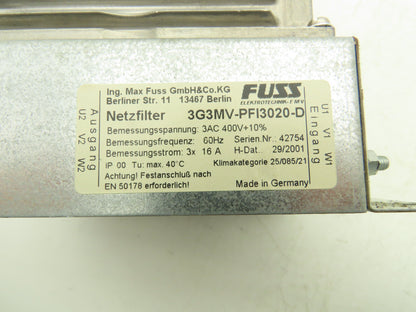 Ing. Max Fuss GmbH&Co.KG
Berliner Str. 11 13467 Berlin
FUSS
ELEKTROTECHNIK-EMV
Netzfilter 3G3MV-PFI3020-D
Bemessungsspannung: 3AC 400V+10%
Bemessungsfrequenz: 60Hz Serien.Nr.: 42754
Bemessungsstrom: 3x 16 A H-Dat. 29/2001
IP 00 Tu: max. 40°C Klimakategorie 25/085/21
Achtung! Festanschluß nach
EN 50178 erforderlich! Made in Germany
Ausgang
U2 V2 W2
Eingang
U1 V1 W1